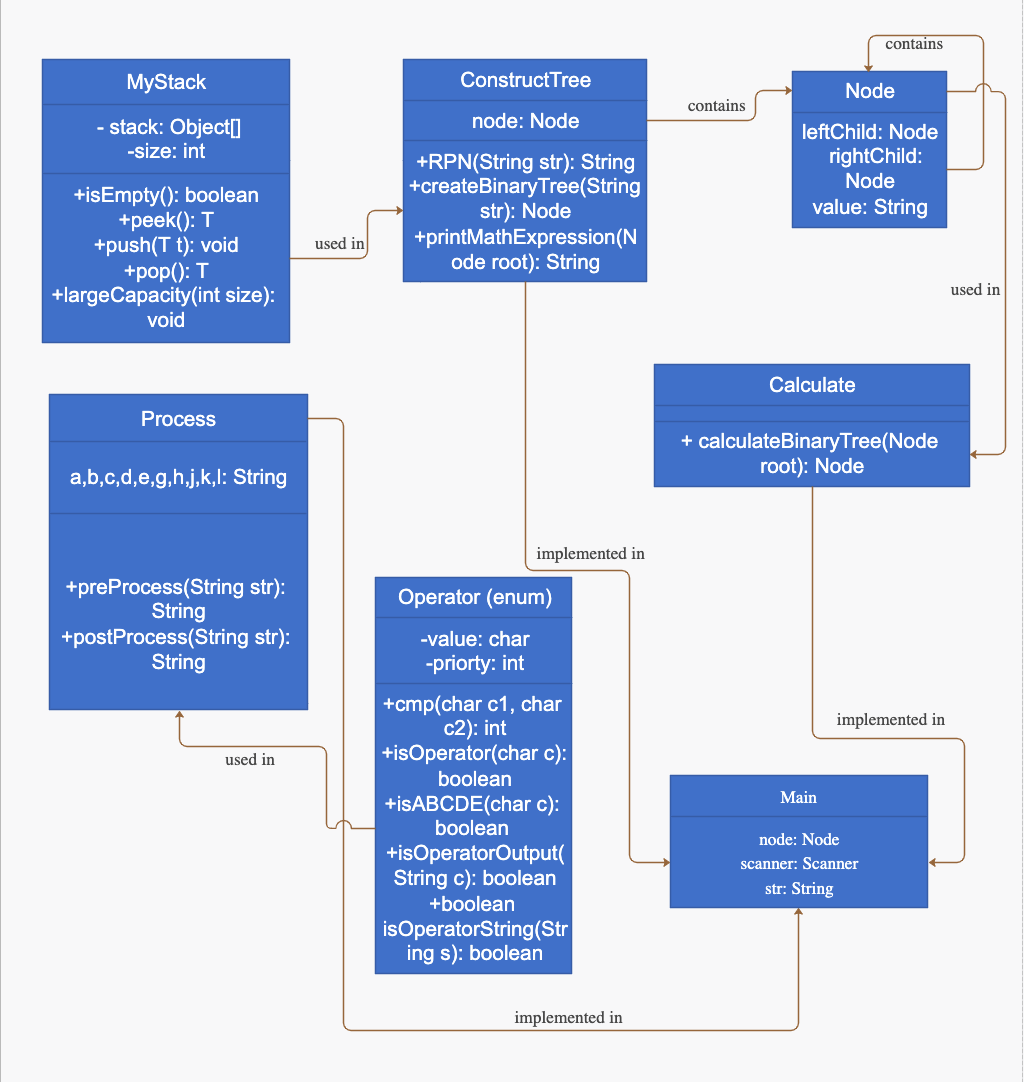 MyStack
- stack: Object[]
-size: int
+isEmpty(): boolean
+peek(): T
+push(T t): void
+pop(): T
+largeCapacity(int size):
void
used in
ConstructTree
node: Node
+RPN(String str): String
+createBinaryTree(String
str): Node
+printMathExpression(N
ode root): String
contains
contains
Node
leftChild: Node
rightChild:
Node
value: String
used in
Calculate
+ calculateBinaryTree(Node
root): Node
Process
a,b,c,d,e,g,h,j,k,l: String
+preProcess(String str):
String
+postProcess(String str):
String
used in
implemented in
Operator (enum)
-value: char
-priorty: int
+cmp(char c1, char
c2): int
+isOperator(char c):
boolean
+isABCDE(char c):
boolean
+isOperatorOutput(
String c): boolean
+boolean
isOperatorString(Str
ing s): boolean
implemented in
Main
node: Node
scanner: Scanner
str: String
implemented in